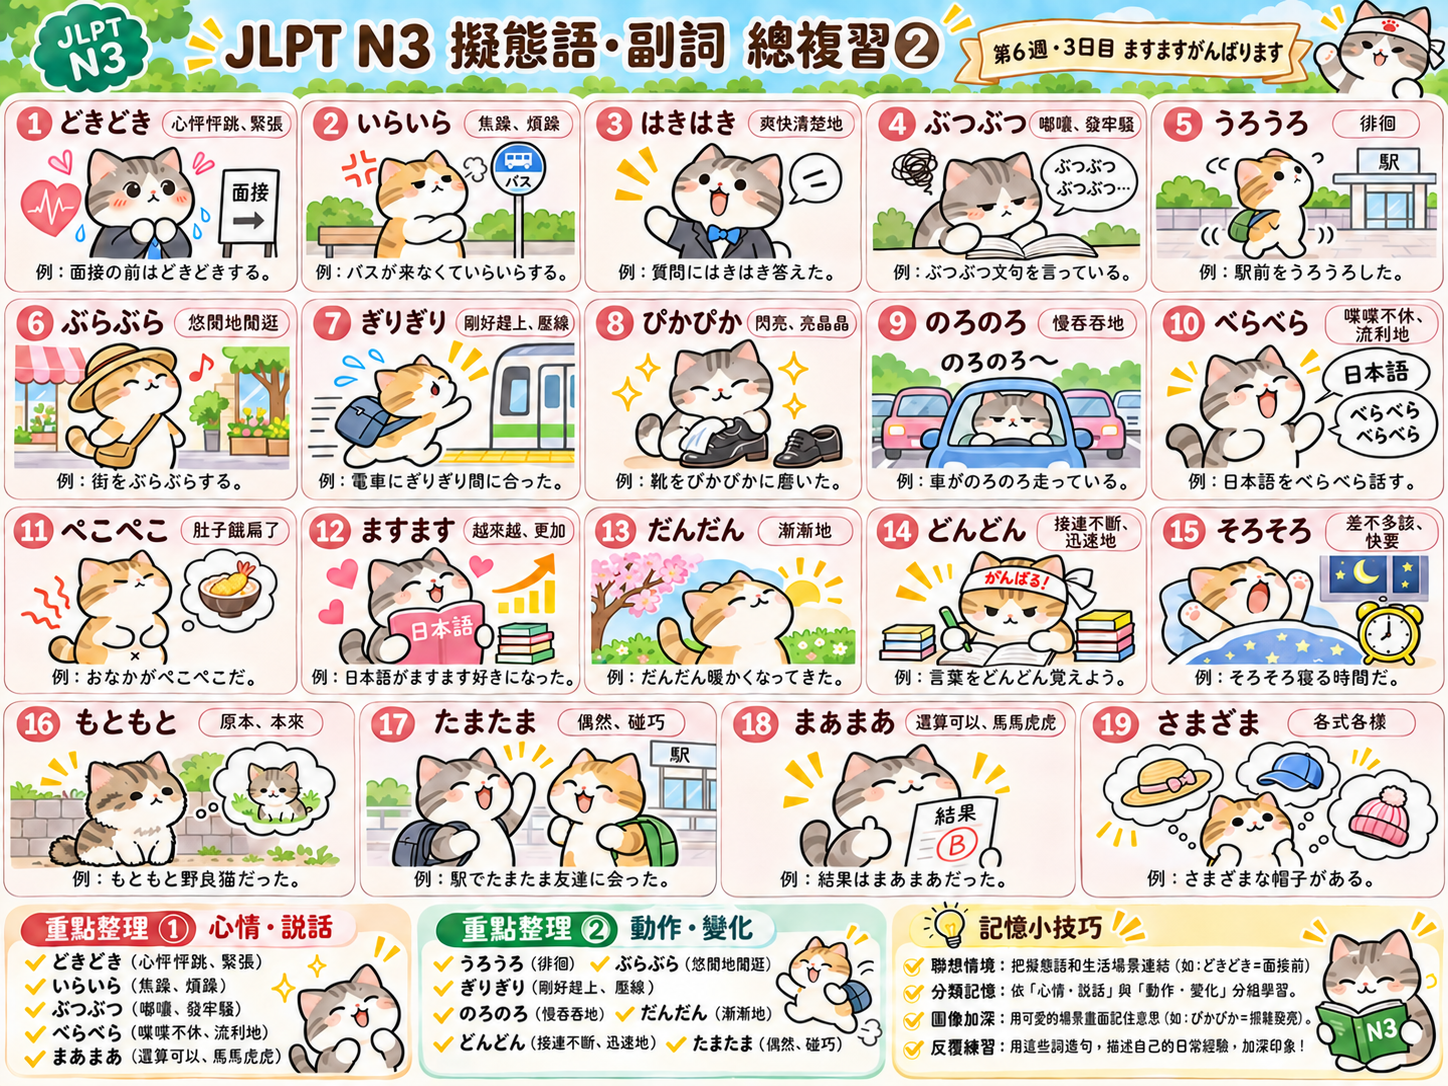 JLPT N3
JLPT N3 擬態語・副詞 總複習❷
第6週・3日目 ますますがんばります
1 どきどき 心怦怦跳、緊張
面接
例：面接の前はどきどきする。
2 いらいら 焦躁、煩躁
バス
例：バスが来なくていらいらする。
3 はきはき 爽快清楚地
例：質問にはきはき答えた。
4 ぶつぶつ 嘟囔、發牢騷
ぶつぶつ
ぶつぶつ…
例：ぶつぶつ文句を言っている。
5 うろうろ 徘徊
駅
例：駅前をうろうろした。
6 ぶらぶら 悠閒地閒逛
例：街をぶらぶらする。
7 ぎりぎり 剛好趕上、壓線
例：電車にぎりぎり間に合った。
8 ぴかぴか 閃亮、亮晶晶
例：靴をぴかぴかに磨いた。
9 のろのろ 慢吞吞地
のろのろ〜
例：車がのろのろ走っている。
10 べらべら 喋喋不休、
流利地
日本語
べらべら
べらべら
例：日本語をべらべら話す。
11 ぺこぺこ 肚子餓扁了
例：おなかがぺこぺこだ。
12 ますます 越來越、更加
日本語
例：日本語がますます好きになった。
13 だんだん 漸漸地
例：だんだん暖かくなってきた。
14 どんどん 接連不斷、
迅速地
がんばる!
例：言葉をどんどん覚えよう。
15 そろそろ 差不多該、
快要
例：そろそろ寝る時間だ。
16 もともと 原本、本來
例：もともと野良猫だった。
17 たまたま 偶然、碰巧
駅
例：駅でたまたま友達に会った。
18 まぁまあ 還算可以、馬馬虎虎
結果
B
例：結果はまあまあだった。
19 さまざま 各式各樣
例：さまざまな帽子がある。
重點整理① 心情・説話
どきどき（心怦怦跳、緊張）
いらいら（焦躁、煩躁）
ぶつぶつ（嘟囔、發牢騷）
べらべら（喋喋不休、流利地）
まあまあ（還算可以、馬馬虎虎）
重點整理② 動作・變化
うろうろ（徘徊） ぶらぶら（悠閒地閒逛）
ぎりぎり（剛好趕上、壓線）
のろのろ（慢吞吞地） だんだん（漸漸地）
どんどん（接連不斷、迅速地） たまたま（偶然、碰巧）
記憶小技巧
聯想情境：把擬態語和生活場景連結（如：どきどき=面接前）
分類記憶：依「心情・説話」與「動作・變化」分組學習。
圖像加深：用可愛的場景畫面記住意思（如：ぴかぴか=擦鞋發亮）。
反覆練習：用這些詞造句，描述自己的日常經驗，加深印象！
N3